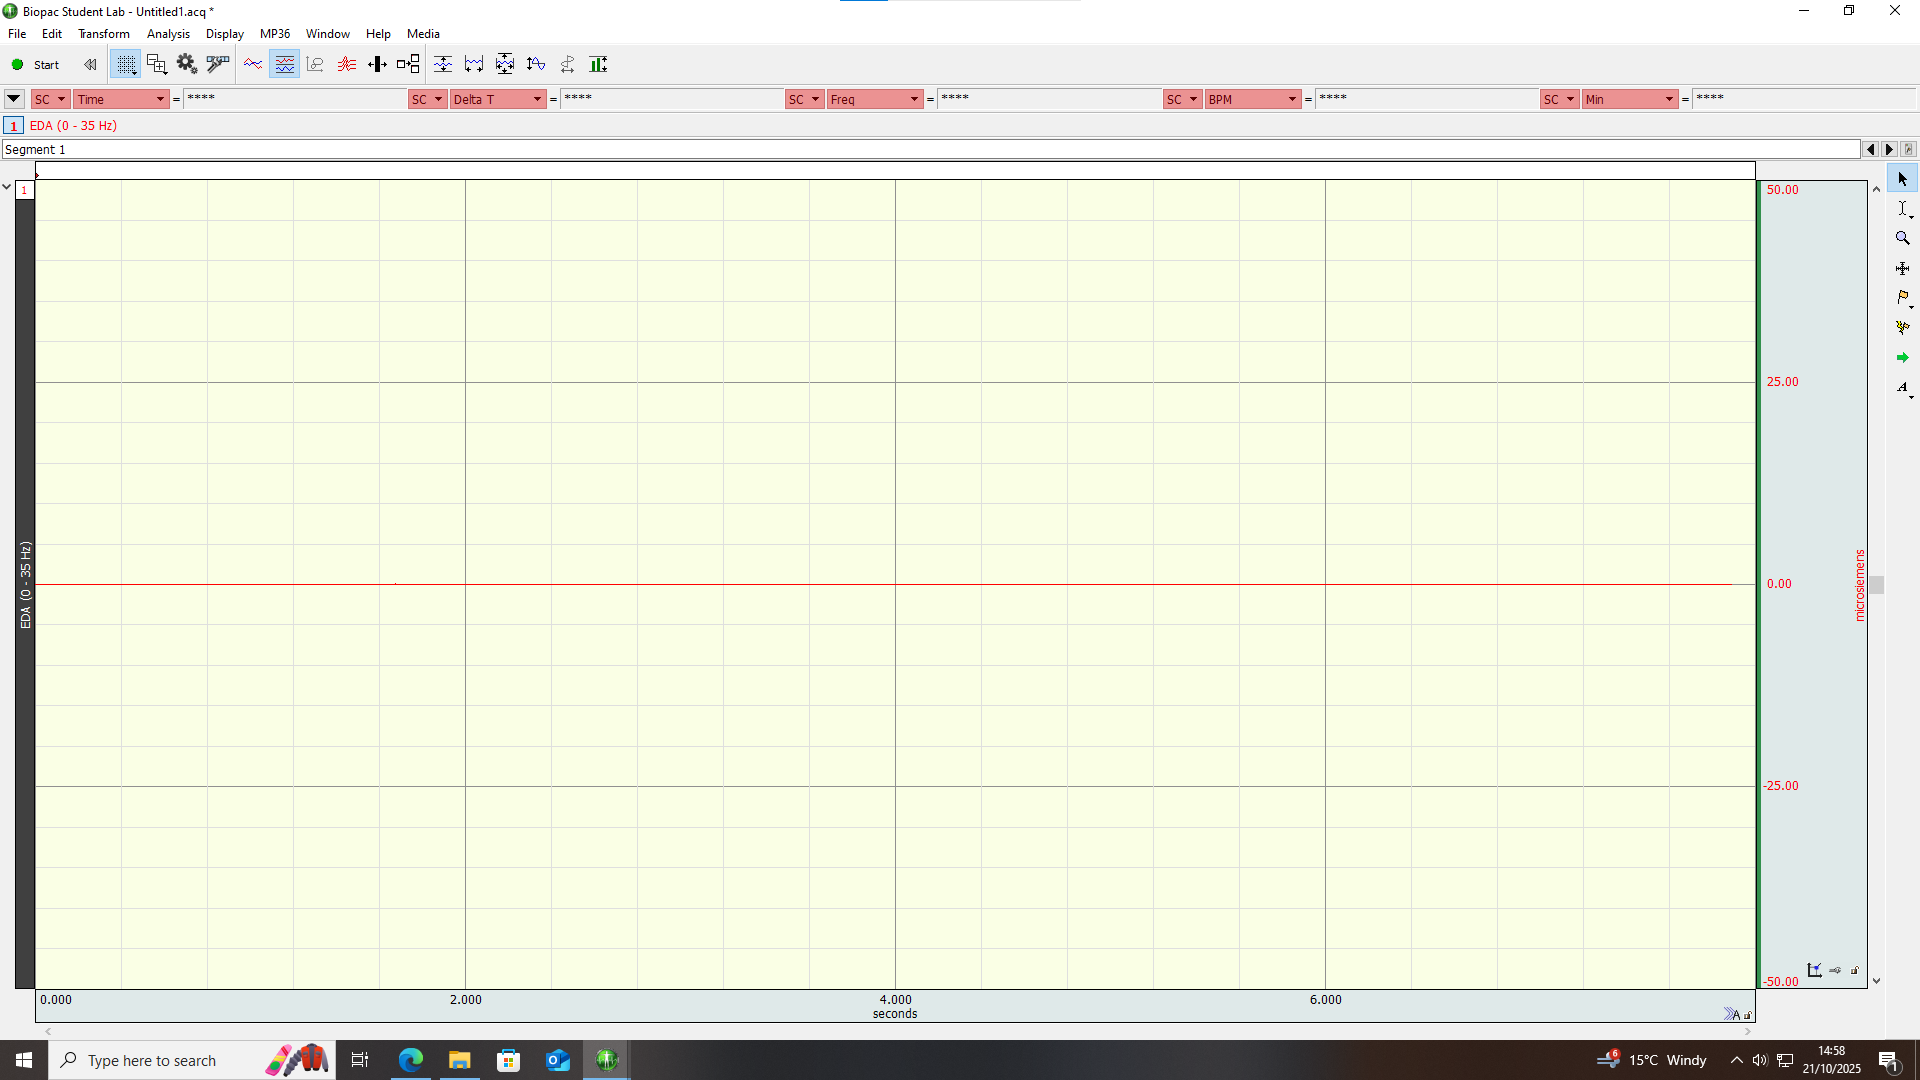 Biopac Student Lab - Untitled1.acq *
File Edit Transform Analysis Display MP36 Window Help Media
Start
SC Time = **** SC Delta T = **** SC Freq = **** SC BPM = **** SC Min = ****
1 EDA (0 - 35 Hz)
Segment 1
1
50.00
25.00
EDA (0 - 35 Hz)
0.00
microsiemens
-25.00
-50.00
0.000 2.000 4.000 6.000
seconds
A
Type here to search
6 15°C Windy
14:58
21/10/2025
1